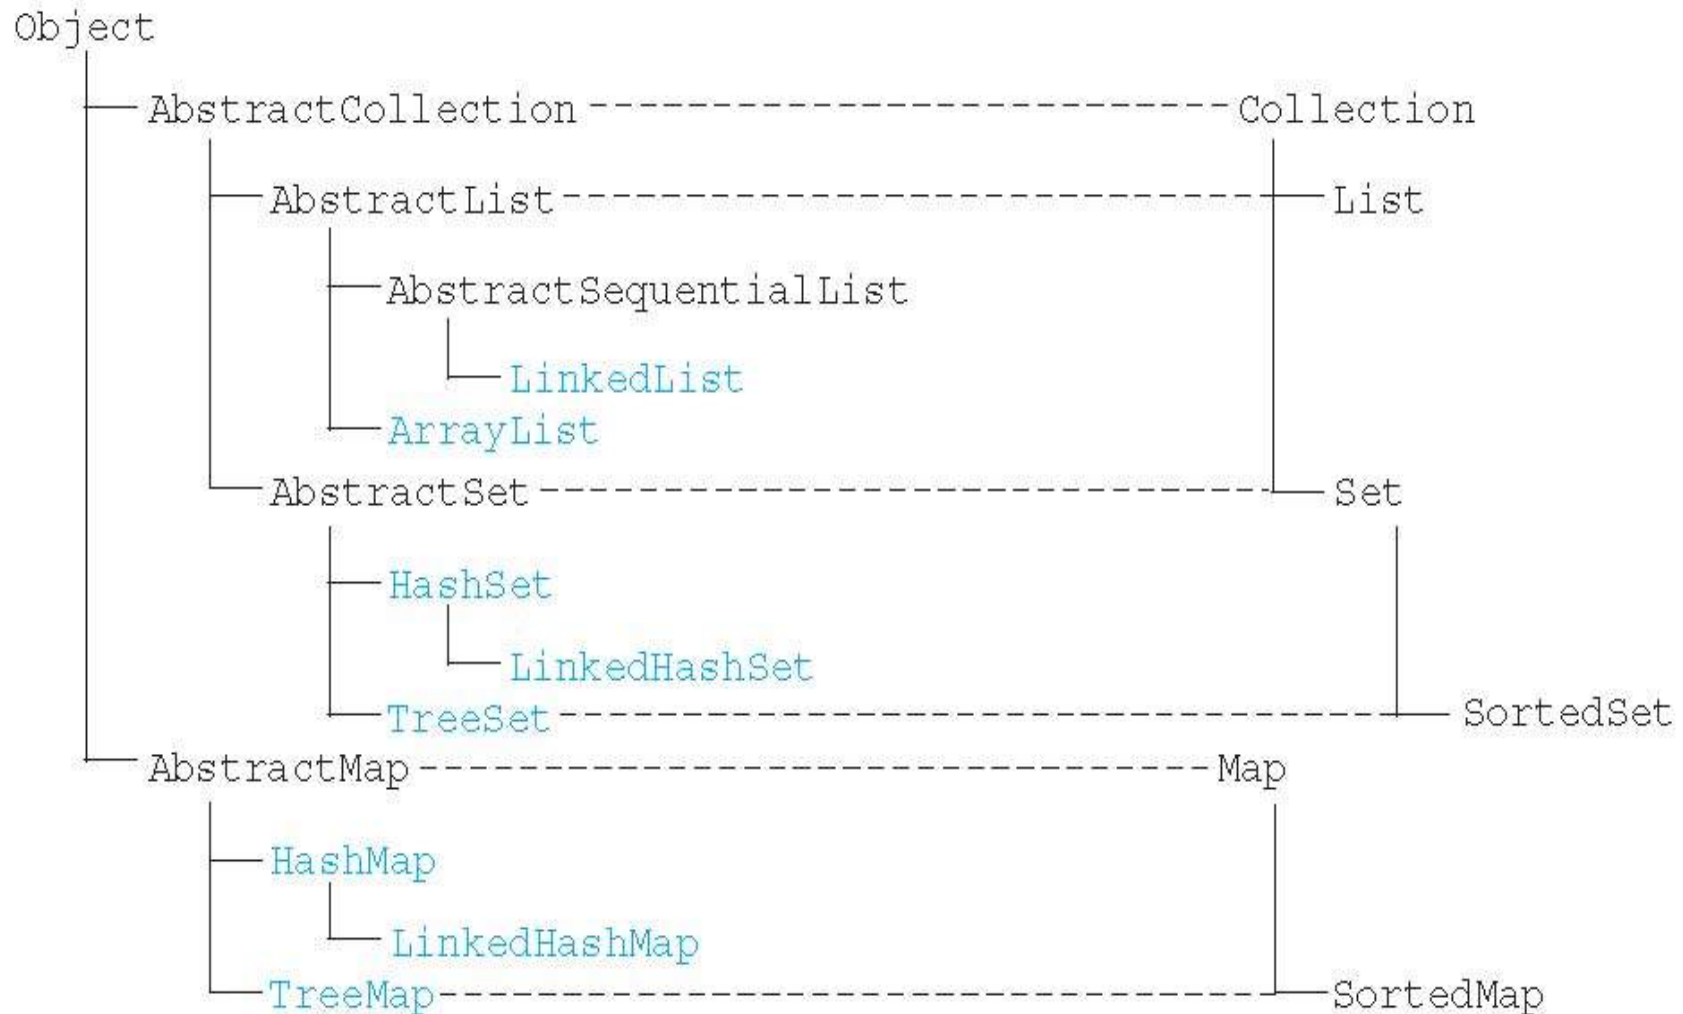 Object
AbstractCollection Collection
AbstractList List
AbstractSequentialList
LinkedList
ArrayList
AbstractSet Set
HashSet
LinkedHashSet
TreeSet SortedSet
AbstractMap Map
HashMap
LinkedHashMap
TreeMap SortedMap